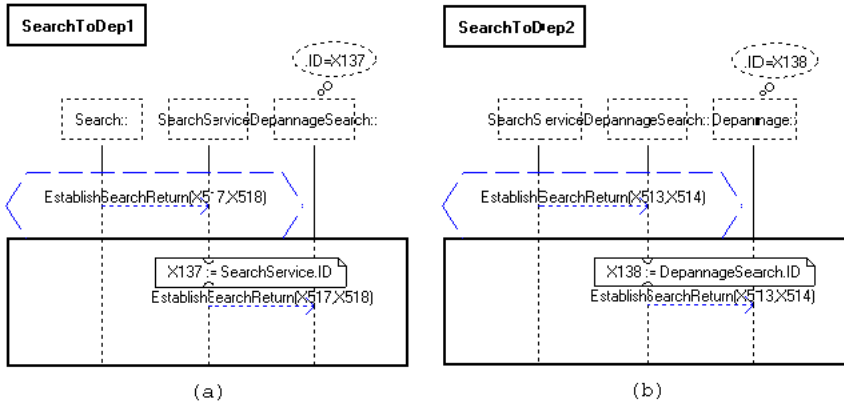 SearchToDep1
.ID=X137
Search:: SearchService DepannageSearch::
EstablishSearchReturn(X517,X518)
X137 := SearchService.ID
EstablishSearchReturn(X517,X518)
(a)
SearchToDep2
.ID=X138
SearchService DepannageSearch:: Depannage::
EstablishSearchReturn(X513,X514)
X138 := DepannageSearch.ID
EstablishSearchReturn(X513,X514)
(b)